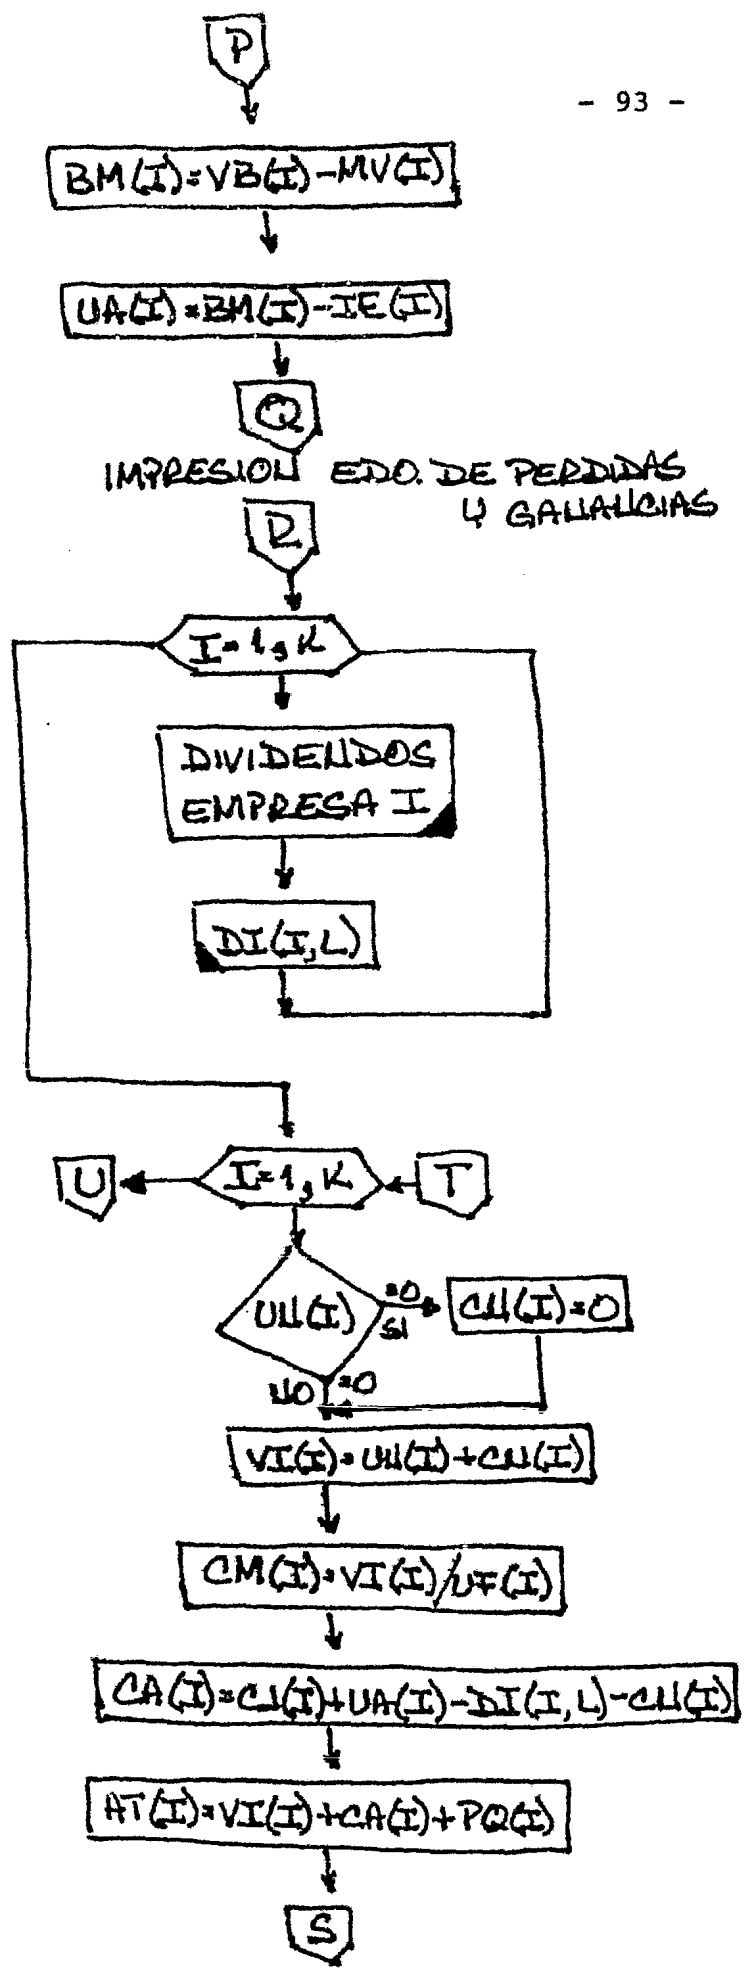 P
- 93 -
BM(I)=VB(I)-MV(I)
UA(I)=BM(I)-IE(I)
Q
IMPRESION EDO. DE PERDIDAS
Y GANANCIAS
R
I=1,K
DIVIDENDOS
EMPRESA I
DI(I,L)
U
I=1,K
T
UN(I)
=0
SI
CN(I)=0
NO =0
VI(I)=UN(I)+CN(I)
CM(I)=VI(I)/UF(I)
CA(I)=CJ(I)+UA(I)-DI(I,L)-CN(I)
AT(I)=VI(I)+CA(I)+PQ(I)
S